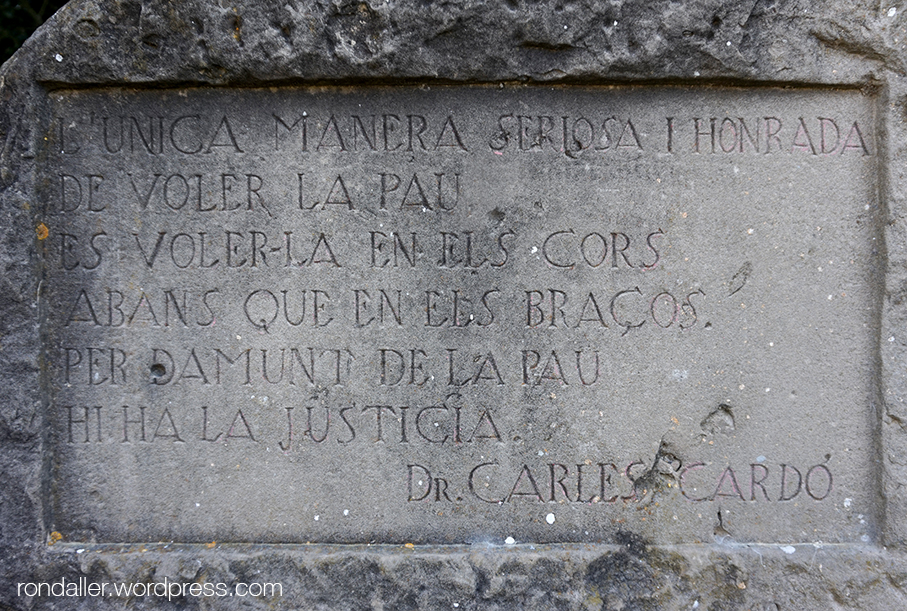 L'UNICA MANERA SERIOSA I HONRADA
DE VOLER LA PAU
ES VOLER-LA EN ELS CORS
ABANS QUE EN ELS BRAÇOS.
PER DAMUNT DE LA PAU
HI HA LA JUSTICIA.
DR. CARLES CARDÓ
rondaller.wordpress.com